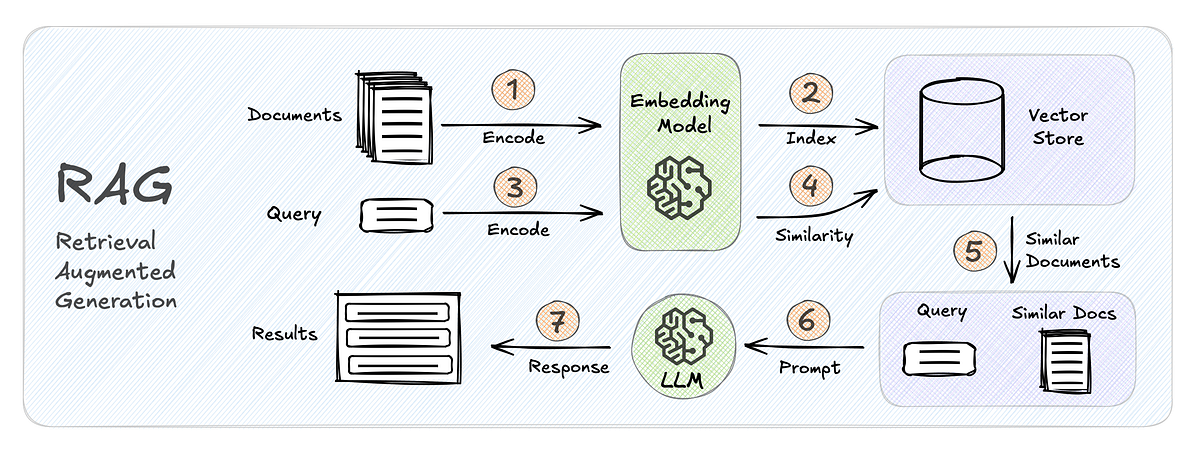 RAG
Retrieval
Augmented
Generation
Documents
1
Encode
Embedding
Model
2
Index
Vector
Store
Query
3
Encode
4
Similarity
5
Similar
Documents
Query
Similar Docs
6
Prompt
LLM
7
Response
Results